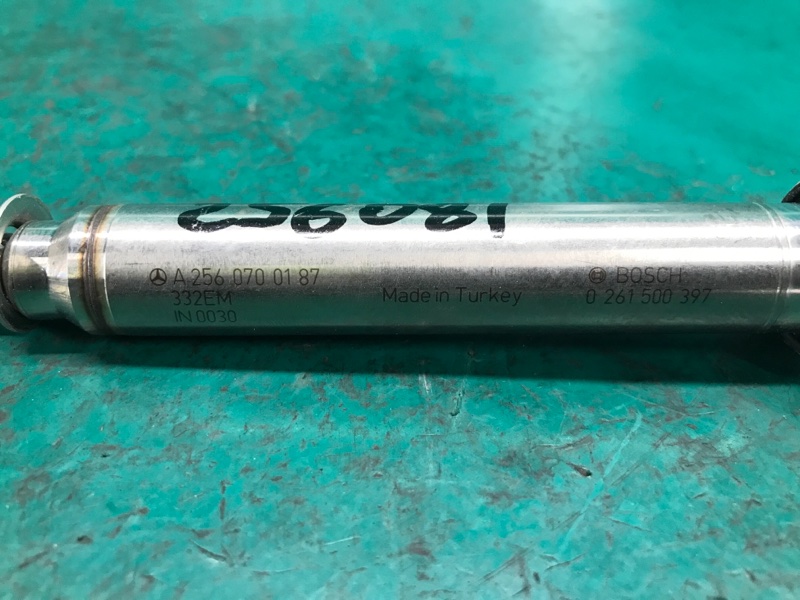 A 256 070 01 87
332EM
IN 0030
Made in Turkey
BOSCH
0 261 500 397